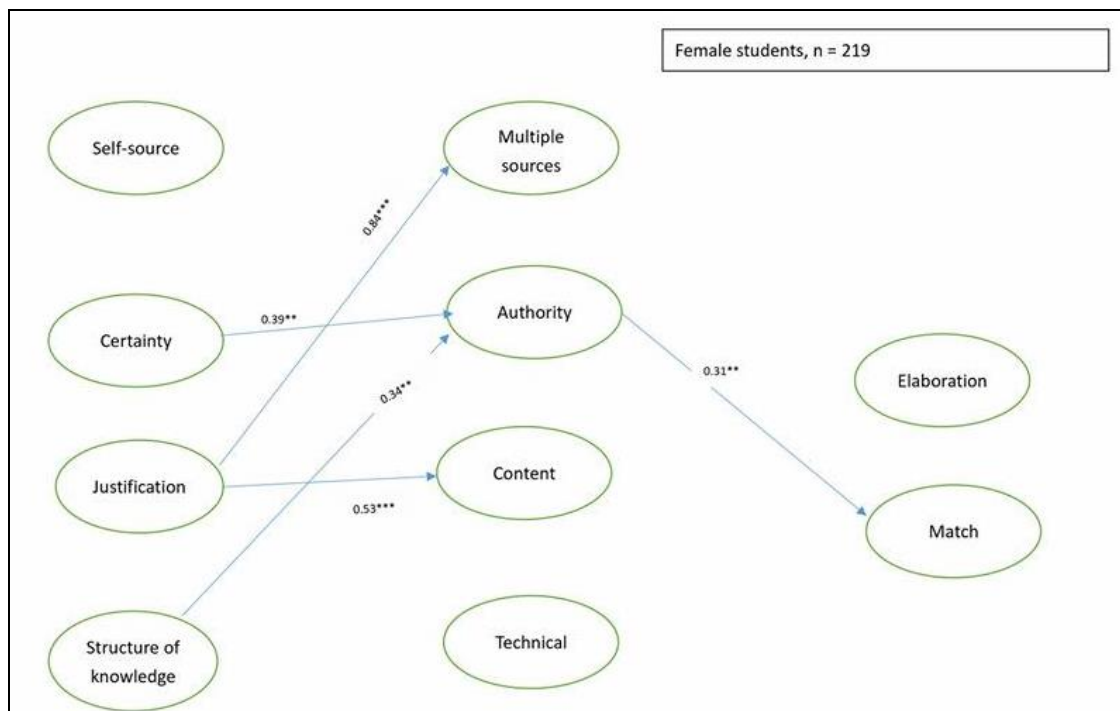 Female students, n = 219
Self-source
Multiple
sources
0.84***
Certainty
0.39**
Authority
0.34**
0.31**
Elaboration
Justification
Content
0.53***
Match
Structure of
knowledge
Technical